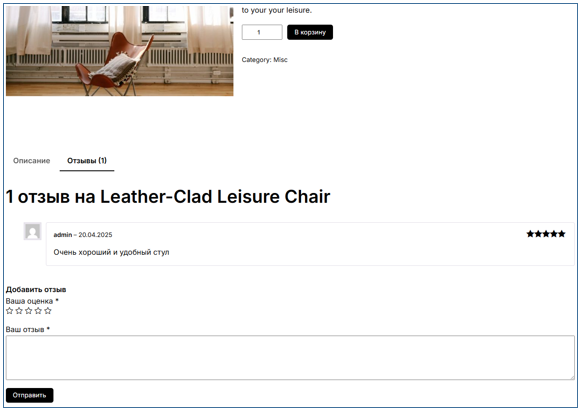 to your your leisure.
1
В корзину
Category: Misc
Описание
Отзывы (1)
1 отзыв на Leather-Clad Leisure Chair
admin – 20.04.2025
Очень хороший и удобный стул
Добавить отзыв
Ваша оценка *
Ваш отзыв *
Отправить